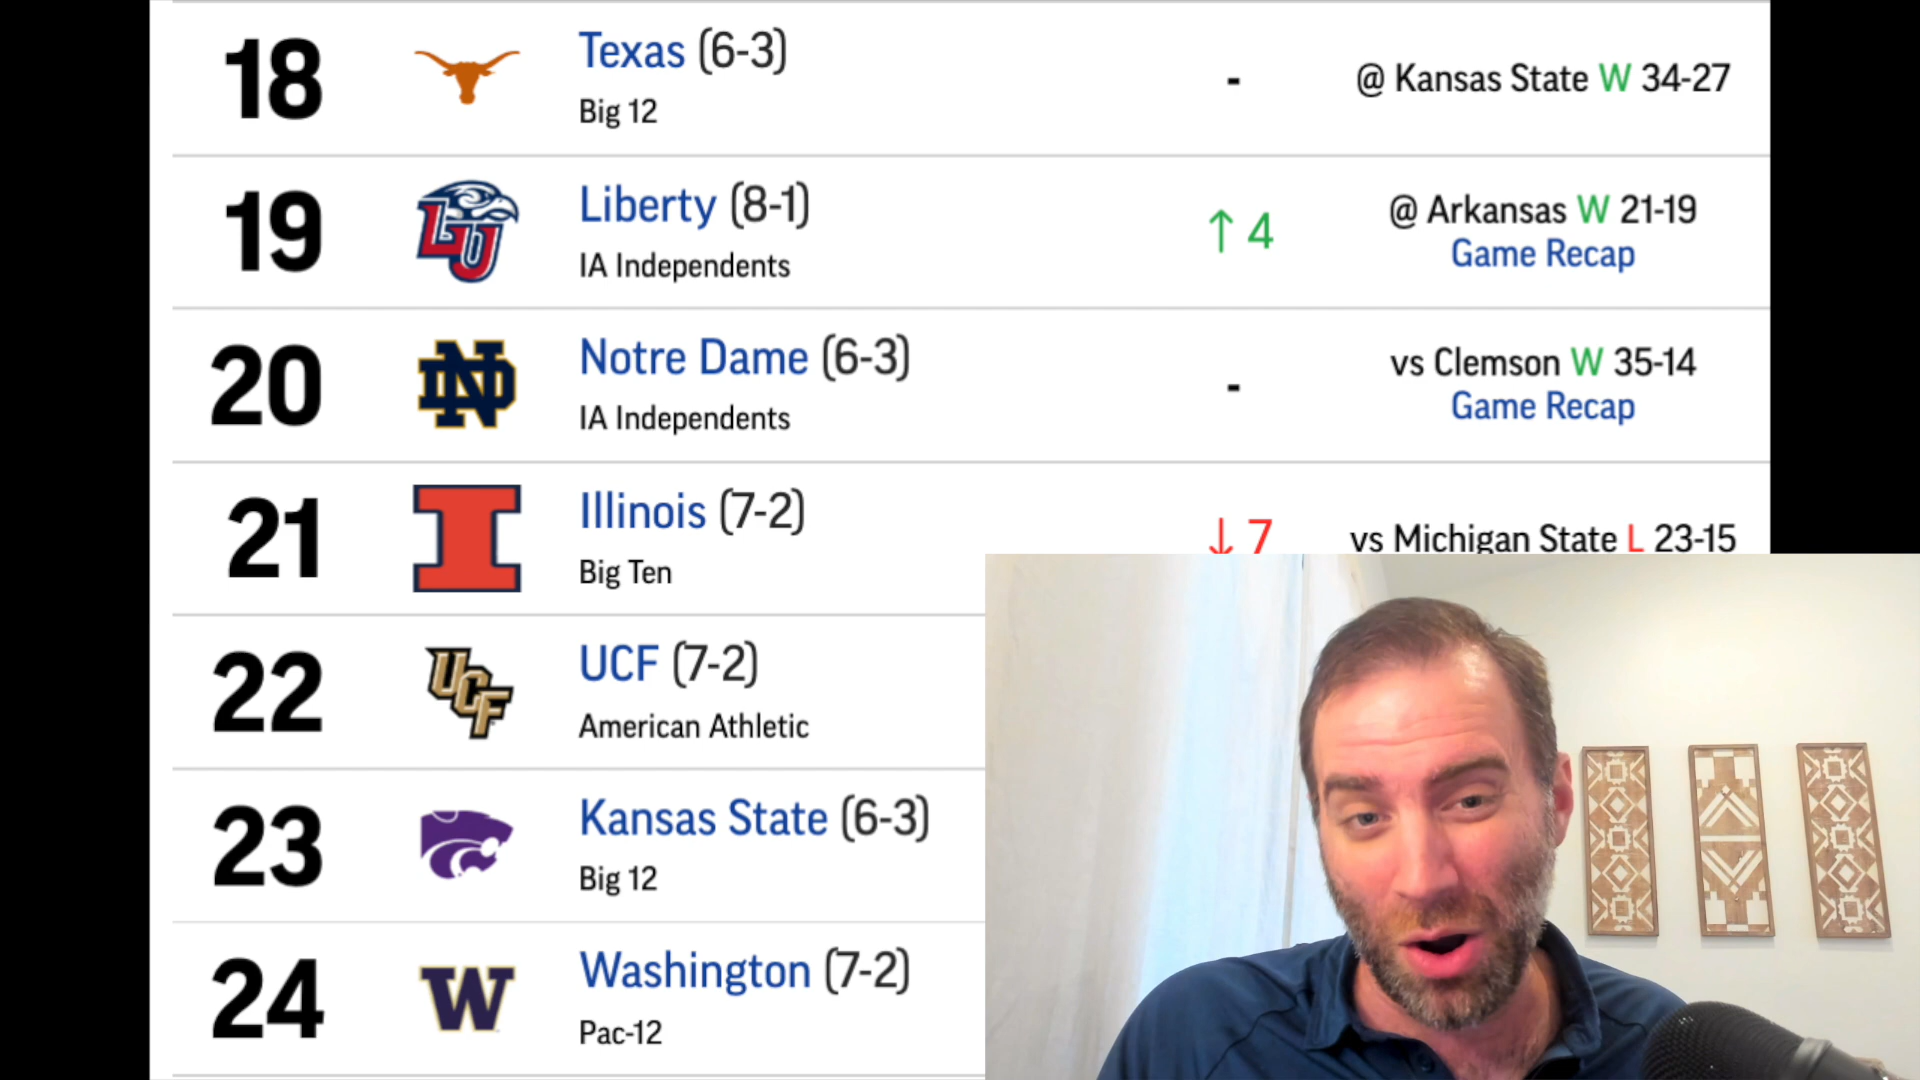 18
Texas (6-3)
Big 12
-
@ Kansas State W 34-27
19
LU
Liberty (8-1)
IA Independents
↑ 4
@ Arkansas W 21-19
Game Recap
20
ND
Notre Dame (6-3)
IA Independents
-
vs Clemson W 35-14
Game Recap
21
I
Illinois (7-2)
Big Ten
↓ 7
vs Michigan State L 23-15
22
UCF
UCF (7-2)
American Athletic
23
Kansas State (6-3)
Big 12
24
W
Washington (7-2)
Pac-12